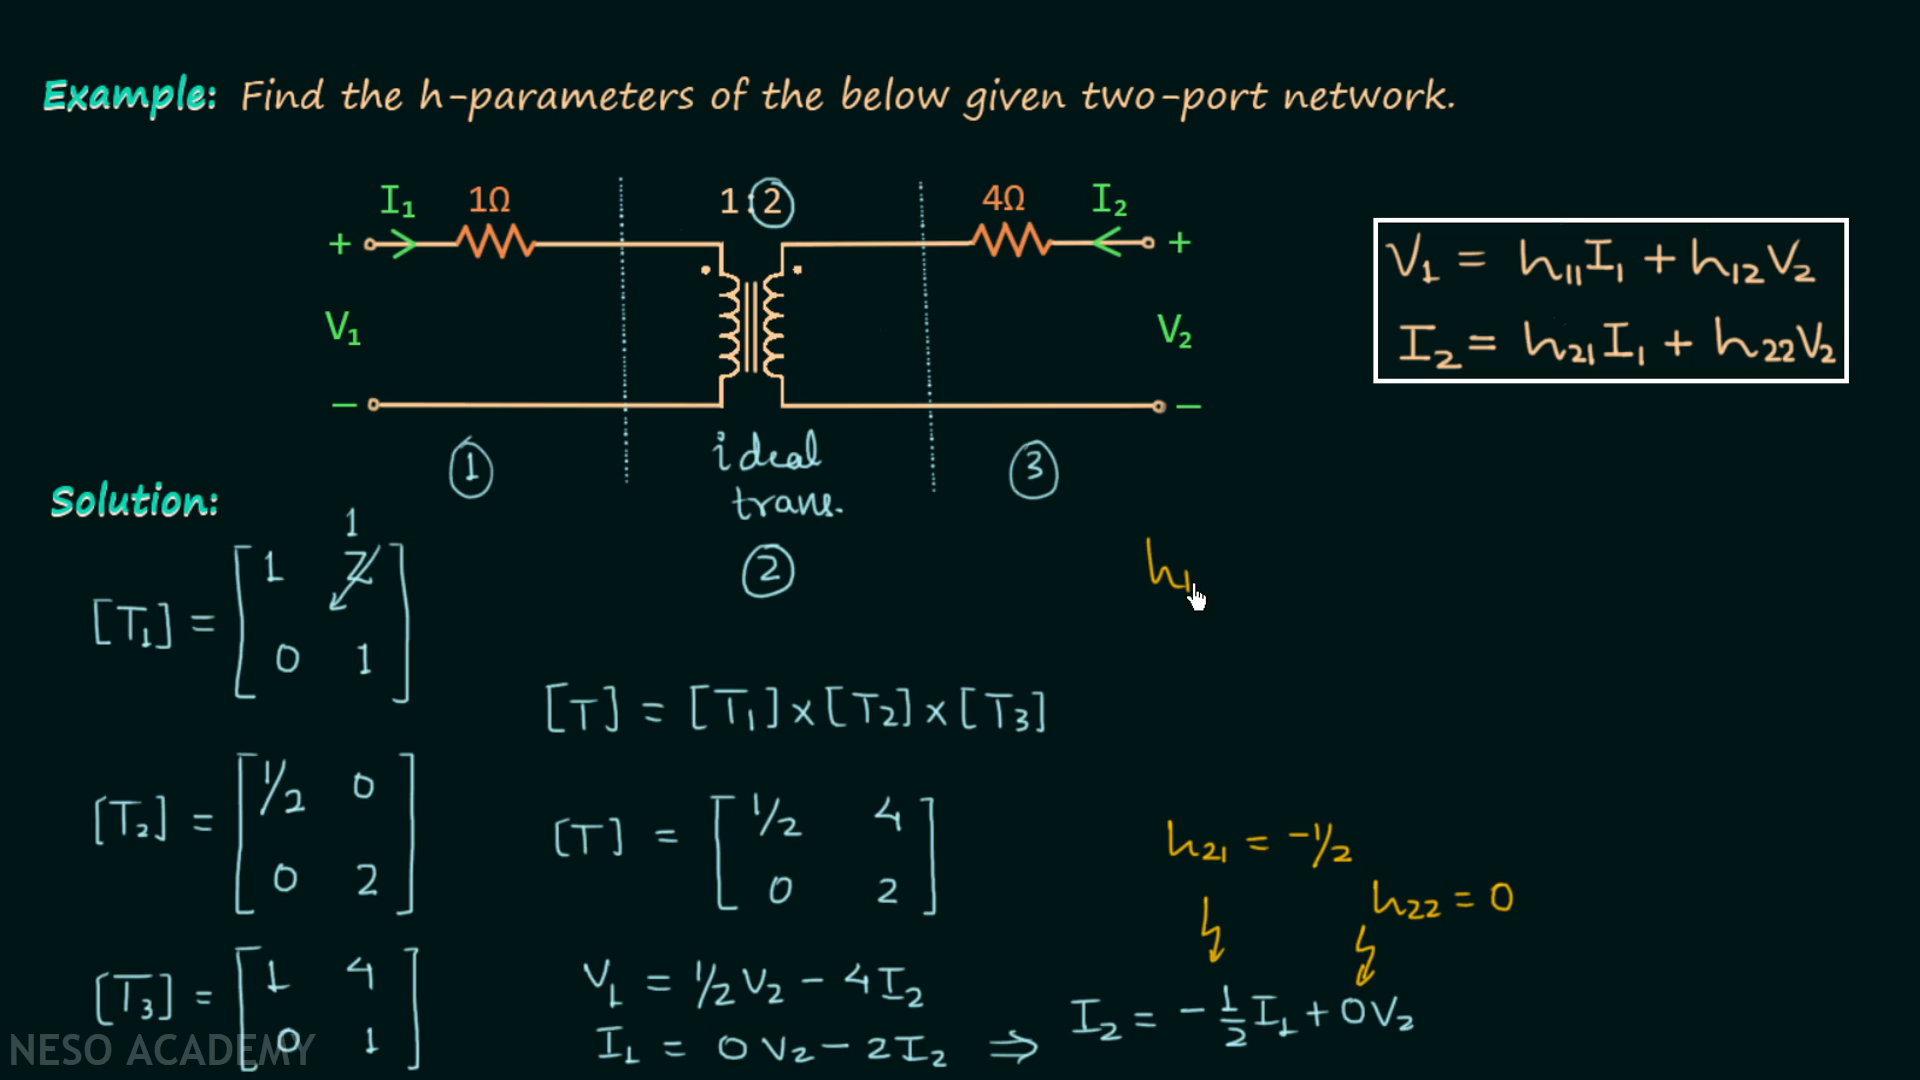 Example: Find the h-parameters of the below given two-port network.
I₁ 1Ω 1:2 4Ω I₂
+ +
V₁ V₂
V₁ = h₁₁I₁ + h₁₂V₂
I₂ = h₂₁I₁ + h₂₂V₂
− −
① ideal trans. ③
②
Solution:
[T₁] = [1 Z 1
0 1]
h₁
[T] = [T₁] x [T₂] x [T₃]
[T₂] = [1/2 0
0 2]
[T] = [1/2 4
0 2]
h₂₁ = -1/2
h₂₂ = 0
[T₃] = [1 4
0 1]
V₁ = 1/2 V₂ - 4I₂
I₁ = 0V₂ - 2I₂ ⇒ I₂ = -1/2 I₁ + 0V₂
NESO ACADEMY